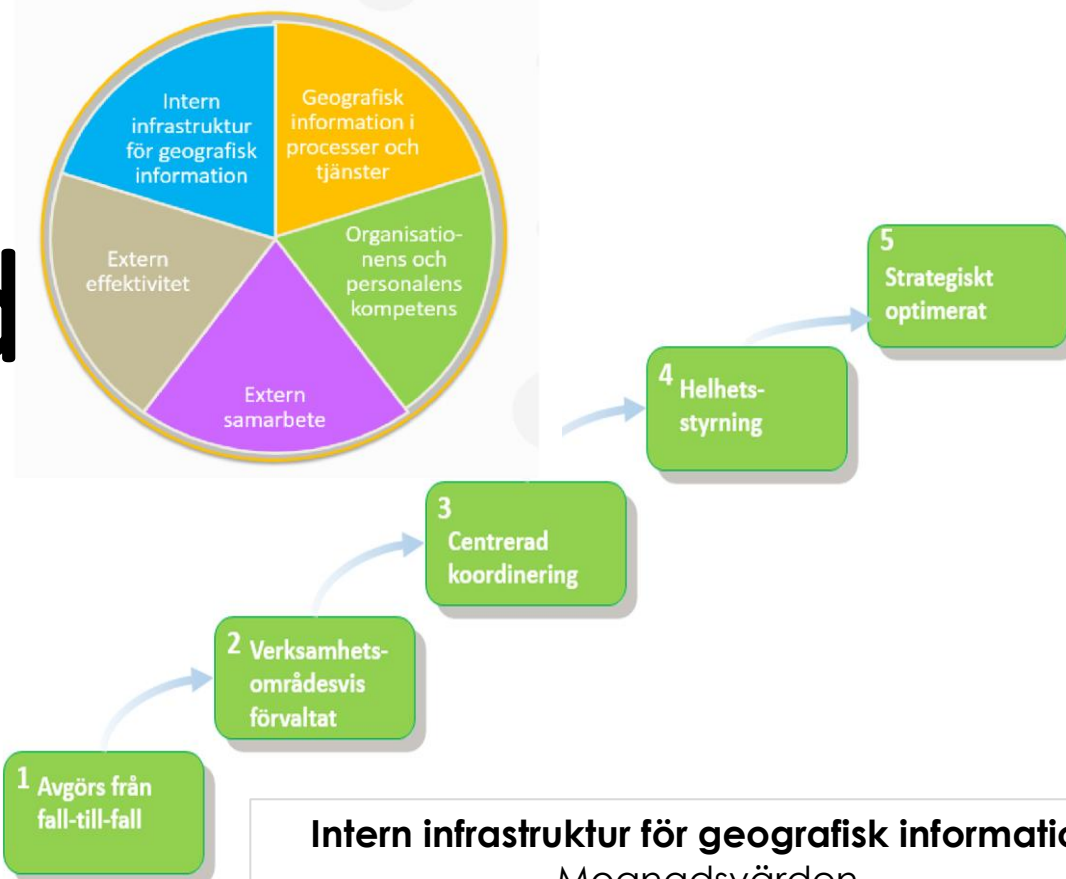 Intern
infrastruktur
för geografisk
information
Geografisk
information i
processer och
tjänster
Organisatio-
nens och
personalens
kompetens
Extern
samarbete
Extern
effektivitet
5
Strategiskt
optimerat
4 Helhets-
styrning
3
Centrerad
koordinering
2 Verksamhets-
områdesvis
förvaltat
1 Avgörs från
fall-till-fall
Intern infrastruktur för geografisk